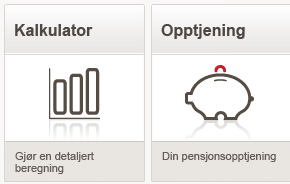 Kalkulator
Opptjening
Gjør en detaljert
beregning
Din pensjonsopptjening